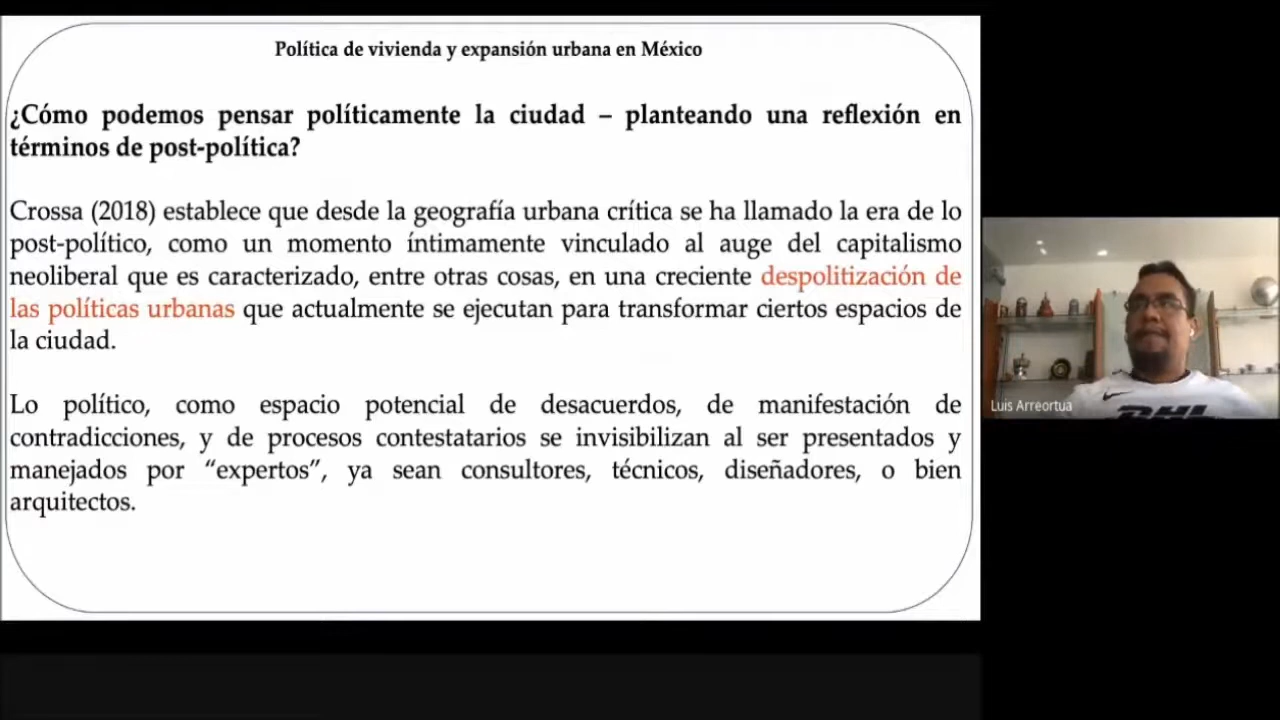 Política de vivienda y expansión urbana en México
¿Cómo podemos pensar políticamente la ciudad – planteando una reflexión en
términos de post-política?
Crossa (2018) establece que desde la geografía urbana crítica se ha llamado la era de lo
post-político, como un momento íntimamente vinculado al auge del capitalismo
neoliberal que es caracterizado, entre otras cosas, en una creciente despolitización de
las políticas urbanas que actualmente se ejecutan para transformar ciertos espacios de
la ciudad.
Lo político, como espacio potencial de desacuerdos, de manifestación de
contradicciones, y de procesos contestatarios se invisibilizan al ser presentados y
manejados por “expertos”, ya sean consultores, técnicos, diseñadores, o bien
arquitectos.
Luis Arreortua
DHL